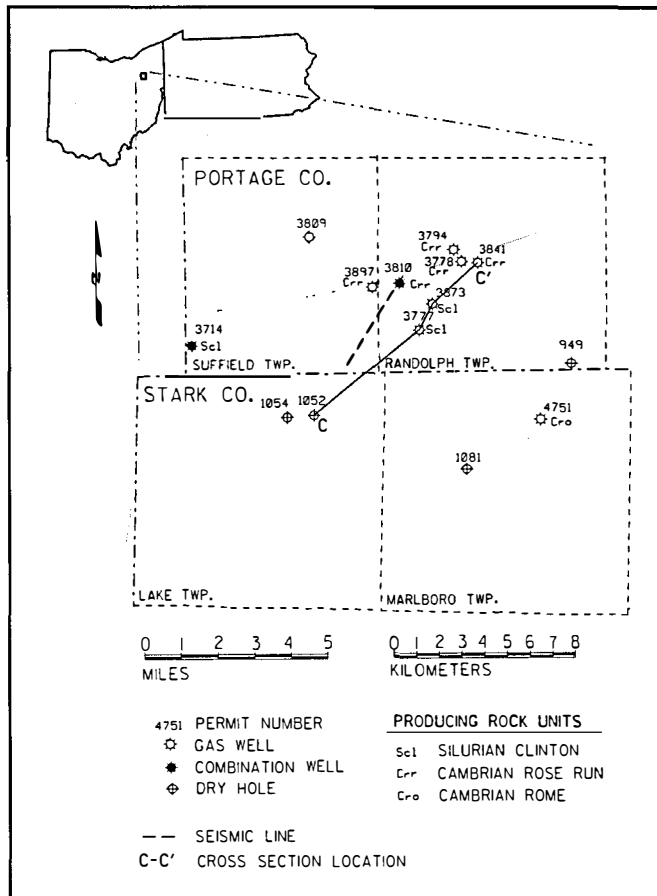 PORTAGE CO.
3809
3794
Crr
3841
Crr
3778
Crr
C'
3897
Crr
3810
Crr
3873
Scl
3777
Scl
3714
Scl
SUFFIELD TWP.
RANDOLPH TWP.
949
STARK CO.
1054
1052
C
4751
Cro
1081
LAKE TWP.
MARLBORO TWP.
0 1 2 3 4 5
MILES
0 1 2 3 4 5 6 7 8
KILOMETERS
4751 PERMIT NUMBER
GAS WELL
COMBINATION WELL
DRY HOLE
SEISMIC LINE
C-C' CROSS SECTION LOCATION
PRODUCING ROCK UNITS
Scl SILURIAN CLINTON
Crr CAMBRIAN ROSE RUN
Cro CAMBRIAN ROME